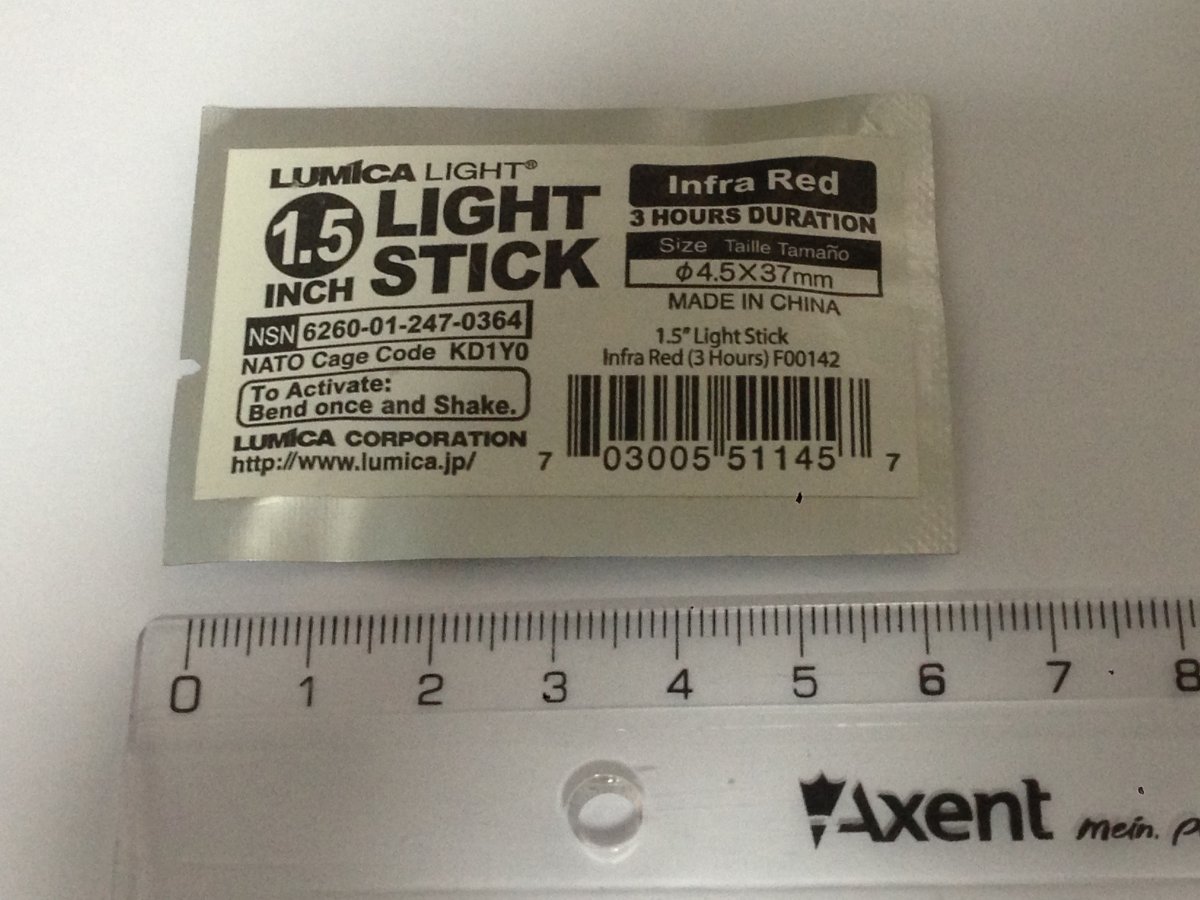 LUMICA LIGHT®
1.5 INCH
LIGHT
STICK
NSN 6260-01-247-0364
NATO Cage Code KD1Y0
To Activate:
Bend once and Shake.
LUMICA CORPORATION
http://www.lumica.jp/
Infra Red
3 HOURS DURATION
Size Taille Tamaño
ϕ4.5X37mm
MADE IN CHINA
1.5" Light Stick
Infra Red (3 Hours) F00142
7 03005 51145 7
0 1 2 3 4 5 6 7 8
Axent mein.